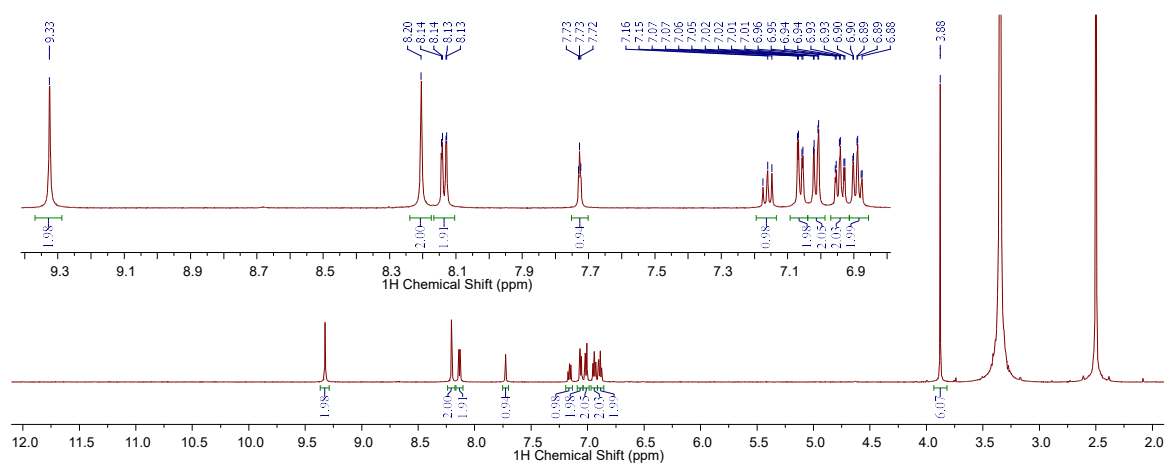 9.33 8.20 8.14 8.14 8.13 8.13 7.73 7.73 7.72 7.16 7.15 7.07 7.07 7.06 7.05 7.02 7.02 7.01 7.01 6.96 6.95 6.94 6.94 6.93 6.93 6.90 6.90 6.89 6.89 6.88 3.88
1.98 2.00 1.91 0.94 0.98 1.98 2.05 2.03 1.99
9.3 9.1 8.9 8.7 8.5 8.3 8.1 7.9 7.7 7.5 7.3 7.1 6.9
1H Chemical Shift (ppm)
1.98 2.00 1.91 0.94 0.98 1.98 2.05 2.03 1.99 6.07
12.0 11.5 11.0 10.5 10.0 9.5 9.0 8.5 8.0 7.5 7.0 6.5 6.0 5.5 5.0 4.5 4.0 3.5 3.0 2.5 2.0
1H Chemical Shift (ppm)